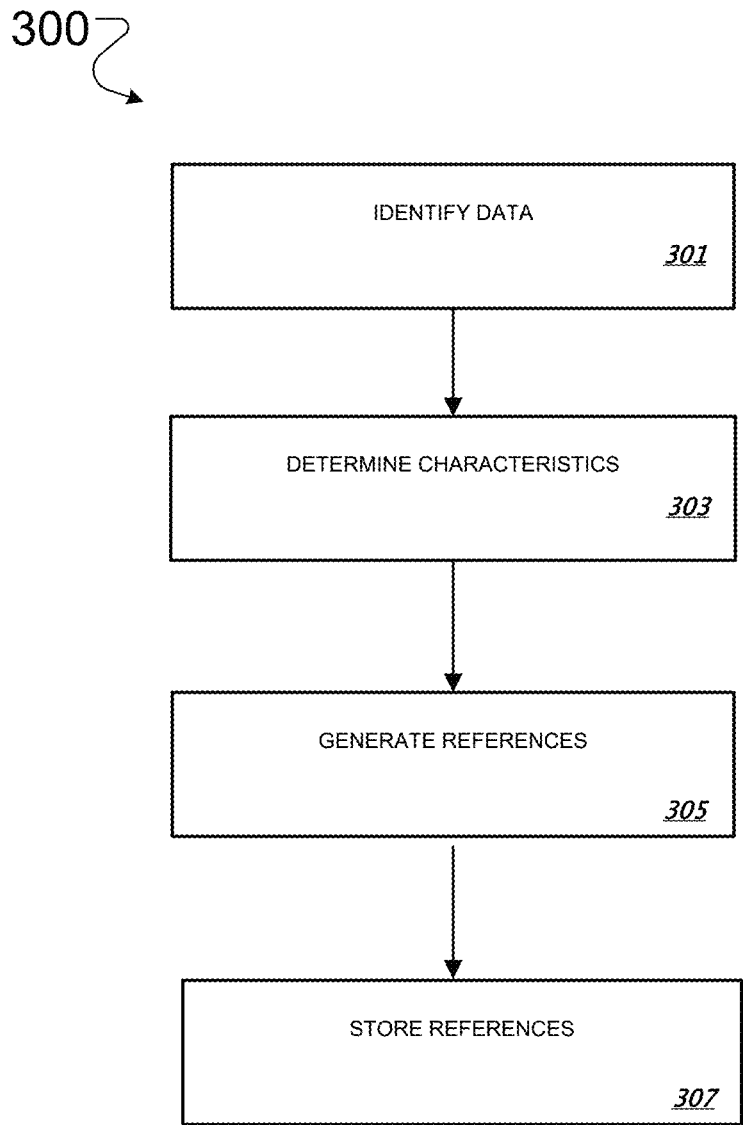 300
IDENTIFY DATA
301
DETERMINE CHARACTERISTICS
303
GENERATE REFERENCES
305
STORE REFERENCES
307